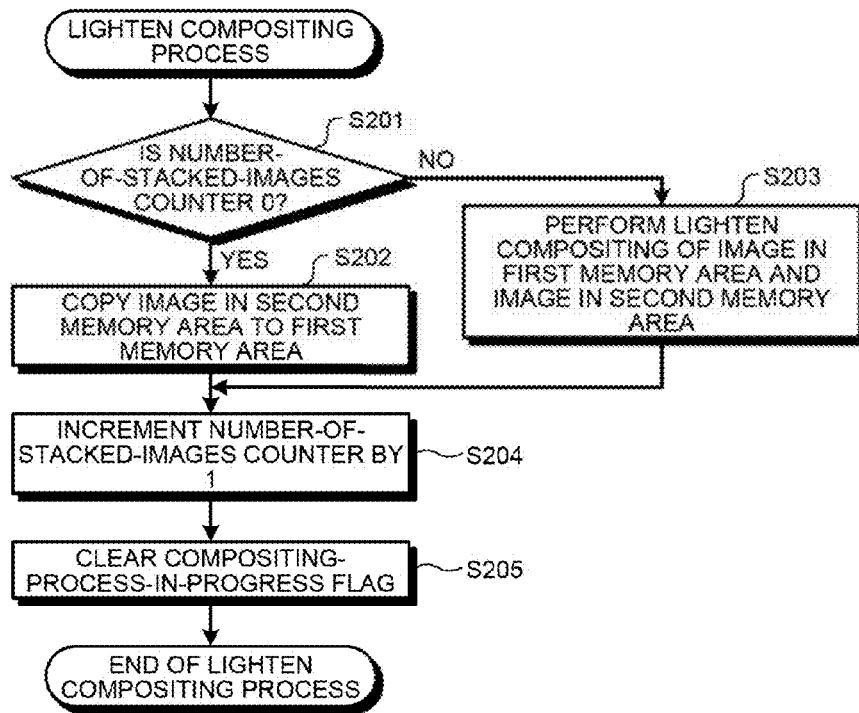 LIGHTEN COMPOSITING
PROCESS
S201
IS NUMBER-
OF-STACKED-IMAGES
COUNTER 0?
NO
YES
S202
COPY IMAGE IN SECOND
MEMORY AREA TO FIRST
MEMORY AREA
S203
PERFORM LIGHTEN
COMPOSITING OF IMAGE IN
FIRST MEMORY AREA AND
IMAGE IN SECOND MEMORY
AREA
INCREMENT NUMBER-OF-
STACKED-IMAGES COUNTER BY
1
S204
CLEAR COMPOSITING-
PROCESS-IN-PROGRESS FLAG
S205
END OF LIGHTEN
COMPOSITING PROCESS